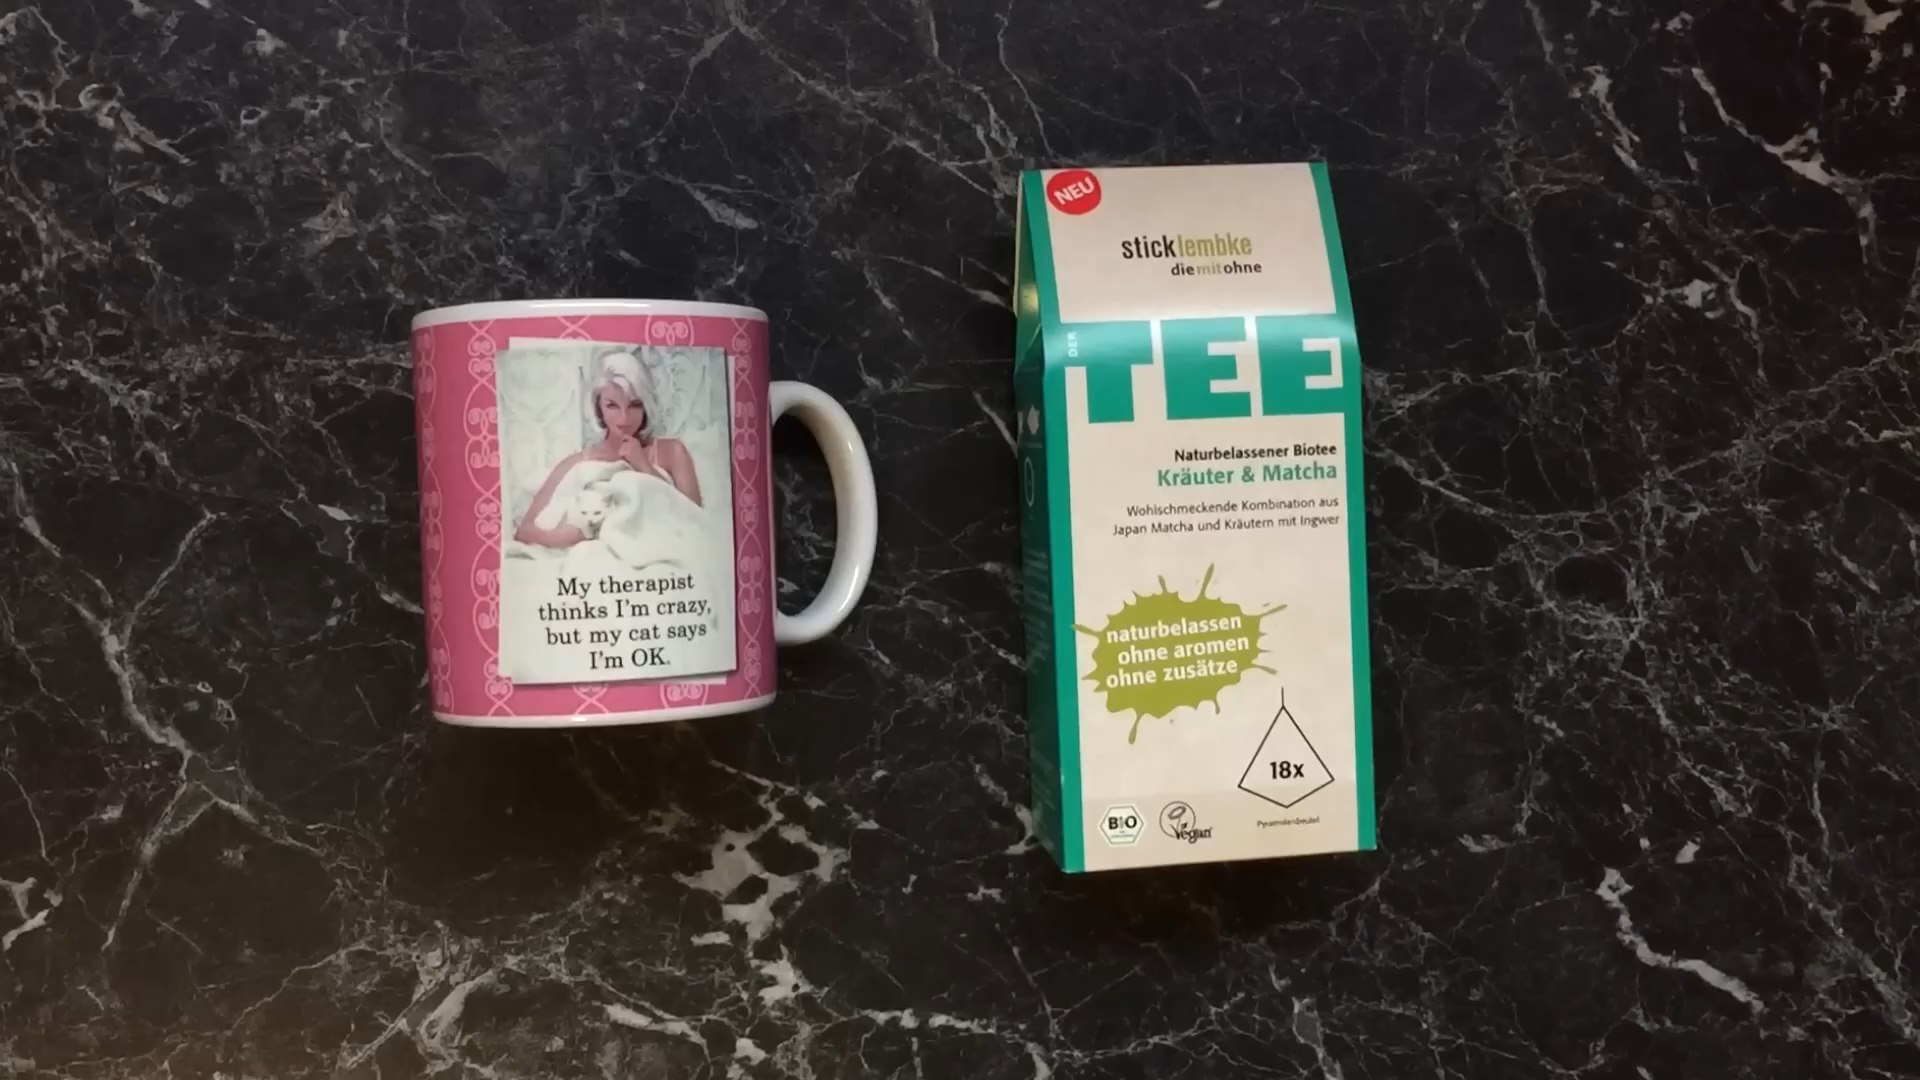 My therapist
thinks I'm crazy,
but my cat says
I'm OK.
NEU
sticklembke
diemitohne
DER
TEE
Naturbelassener Biotee
Kräuter & Matcha
Wohlschmeckende Kombination aus
Japan Matcha und Kräutern mit Ingwer
naturbelassen
ohne aromen
ohne zusätze
18x
Pyramidenbeutel
BIO
Vegan